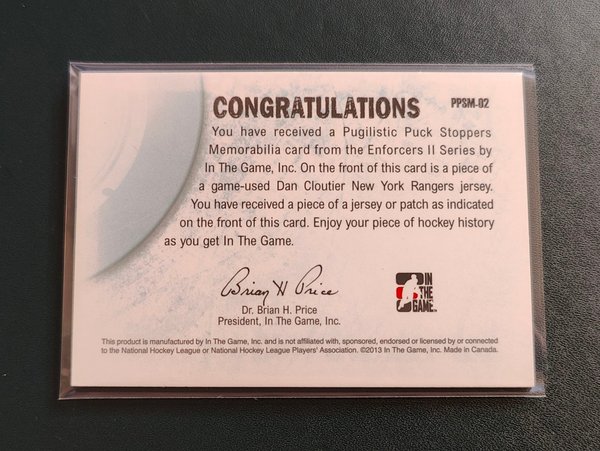 CONGRATULATIONS
PPSM-02
You have received a Pugilistic Puck Stoppers
Memorabilia card from the Enforcers II Series by
In The Game, Inc. On the front of this card is a piece of
a game-used Dan Cloutier New York Rangers jersey.
You have received a piece of a jersey or patch as indicated
on the front of this card. Enjoy your piece of hockey history
as you get In The Game.
Brian H Price
Dr. Brian H. Price
President, In The Game, Inc.
IN
THE
GAME
This product is manufactured by In The Game, Inc. and is not affiliated with, sponsored, endorsed or licensed by or connected
to the National Hockey League or National Hockey League Players' Association. ©2013 In The Game, Inc. Made in Canada.